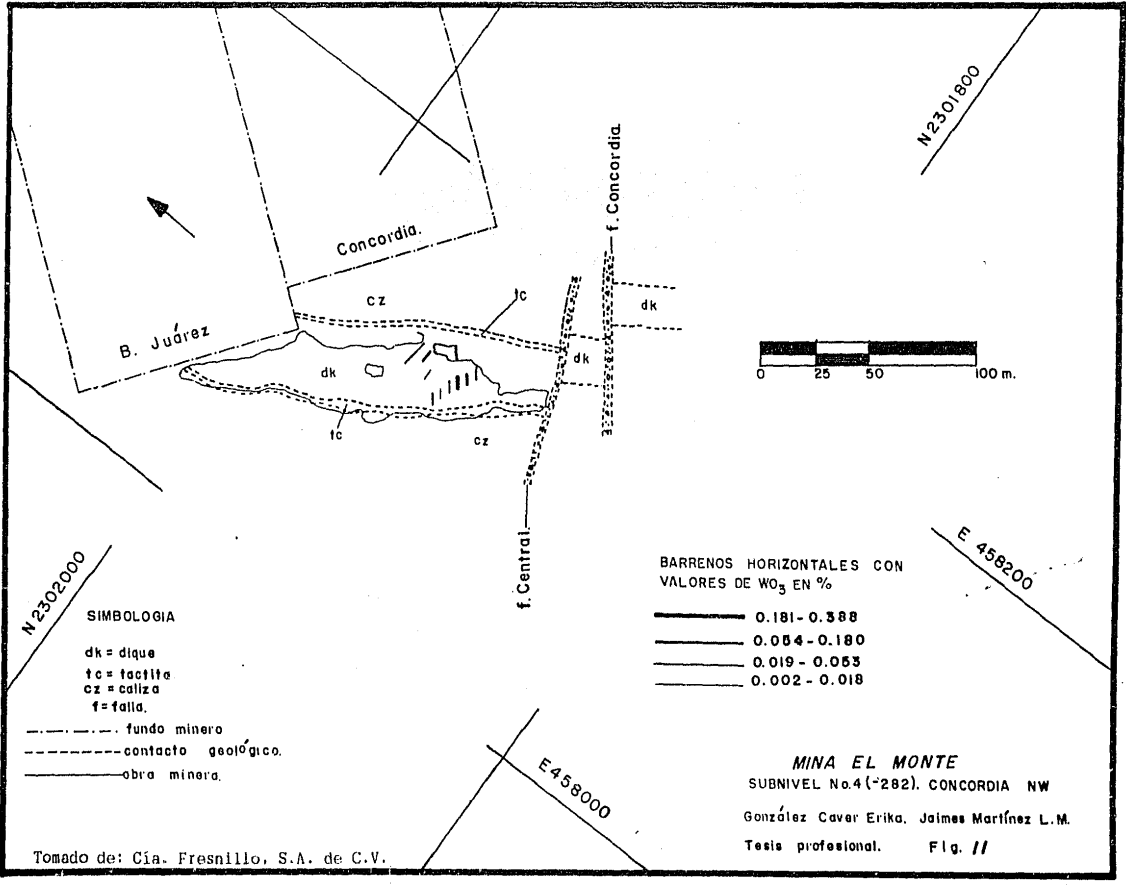 N 2301800
f. Concordia.
Concordia.
cz
tc
dk
B. Juárez
dk
dk
0 25 50 100 m.
tc
cz
f. Central.
E 458200
N 2302000
BARRENOS HORIZONTALES CON
VALORES DE WO3 EN %
0.181-0.388
0.054-0.180
0.019-0.053
0.002-0.018
SIMBOLOGIA
dk = dique
tc = tactita
cz = caliza
f = falla.
fundo minero
contacto geológico.
obra minera.
E 458000
MINA EL MONTE
SUBNIVEL No.4 (-282). CONCORDIA NW
González Caver Erika. Jaimes Martínez L.M.
Tesis profesional. Fig. 11
Tomado de: Cía. Fresnillo, S.A. de C.V.